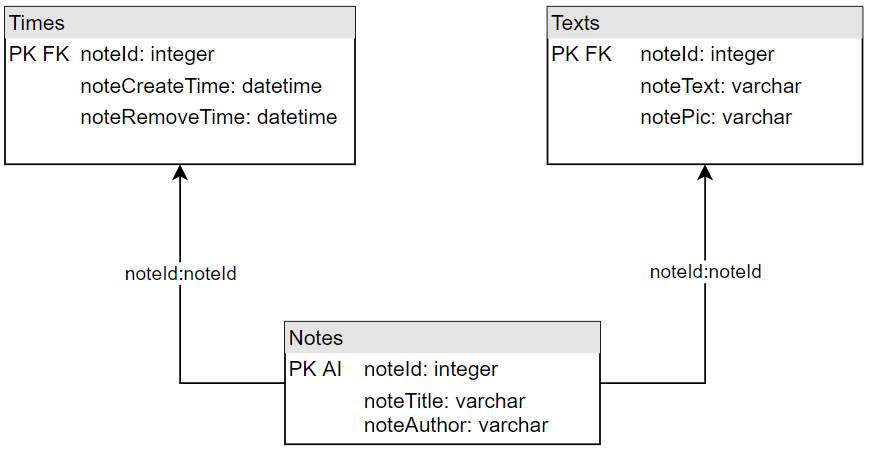 Times
PK FK noteId: integer
noteCreateTime: datetime
noteRemoveTime: datetime
Texts
PK FK noteId: integer
noteText: varchar
notePic: varchar
noteId:noteId
noteId:noteId
Notes
PK AI noteId: integer
noteTitle: varchar
noteAuthor: varchar